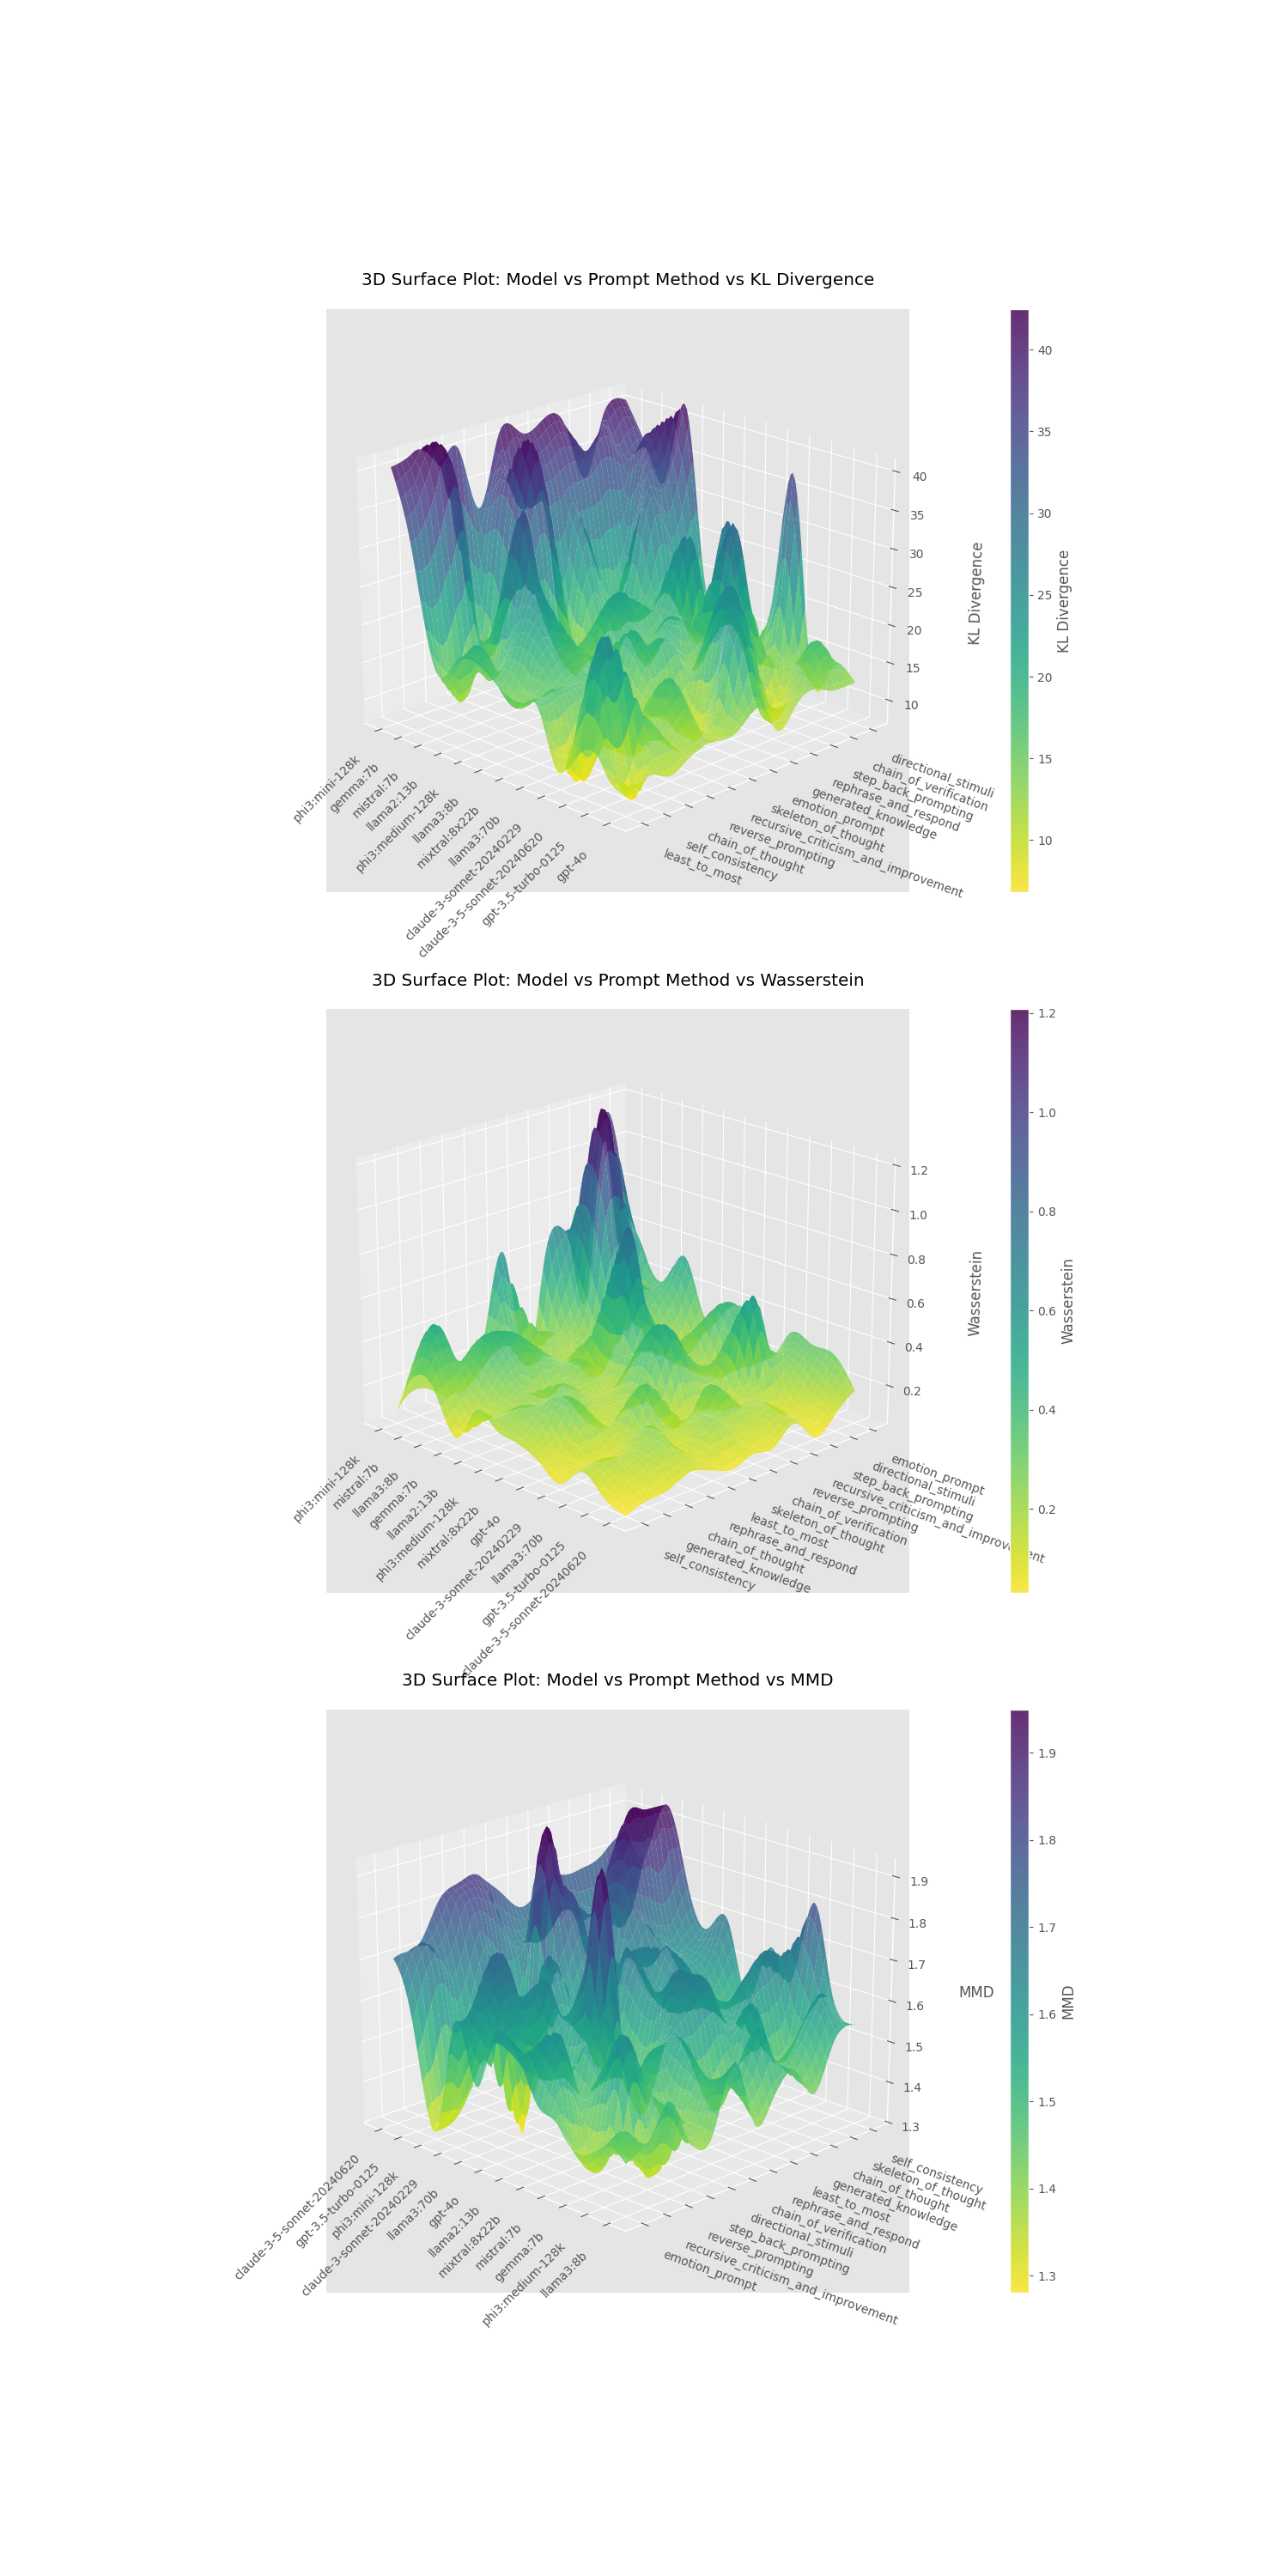 3D Surface Plot: Model vs Prompt Method vs KL Divergence
40
35
30
25
20
15
10
KL Divergence
40
35
30
25
20
15
10
KL Divergence
phi3:mini-128k
gemma:7b
mistral:7b
llama2:13b
phi3:medium-128k
llama3:8b
mixtral:8x22b
llama3:70b
claude-3-sonnet-20240229
claude-3-5-sonnet-20240620
gpt-3.5-turbo-0125
gpt-4o
directional_stimuli
chain_of_verification
step_back_prompting
rephrase_and_respond
generated_knowledge
emotion_prompt
skeleton_of_thought
recursive_criticism_and_improvement
reverse_prompting
chain_of_thought
self_consistency
least_to_most
3D Surface Plot: Model vs Prompt Method vs Wasserstein
1.2
1.0
0.8
0.6
0.4
0.2
Wasserstein
1.2
1.0
0.8
0.6
0.4
0.2
Wasserstein
phi3:mini-128k
mistral:7b
llama3:8b
gemma:7b
llama2:13b
phi3:medium-128k
mixtral:8x22b
gpt-4o
claude-3-sonnet-20240229
llama3:70b
gpt-3.5-turbo-0125
claude-3-5-sonnet-20240620
emotion_prompt
directional_stimuli
step_back_prompting
recursive_criticism_and_improvement
reverse_prompting
chain_of_verification
skeleton_of_thought
least_to_most
rephrase_and_respond
chain_of_thought
generated_knowledge
self_consistency
3D Surface Plot: Model vs Prompt Method vs MMD
1.9
1.8
1.7
1.6
1.5
1.4
1.3
MMD
1.9
1.8
1.7
1.6
1.5
1.4
1.3
MMD
claude-3-5-sonnet-20240620
gpt-3.5-turbo-0125
phi3:mini-128k
claude-3-sonnet-20240229
llama3:70b
gpt-4o
llama2:13b
mixtral:8x22b
mistral:7b
gemma:7b
phi3:medium-128k
llama3:8b
self_consistency
skeleton_of_thought
chain_of_thought
generated_knowledge
least_to_most
rephrase_and_respond
chain_of_verification
directional_stimuli
step_back_prompting
reverse_prompting
recursive_criticism_and_improvement
emotion_prompt